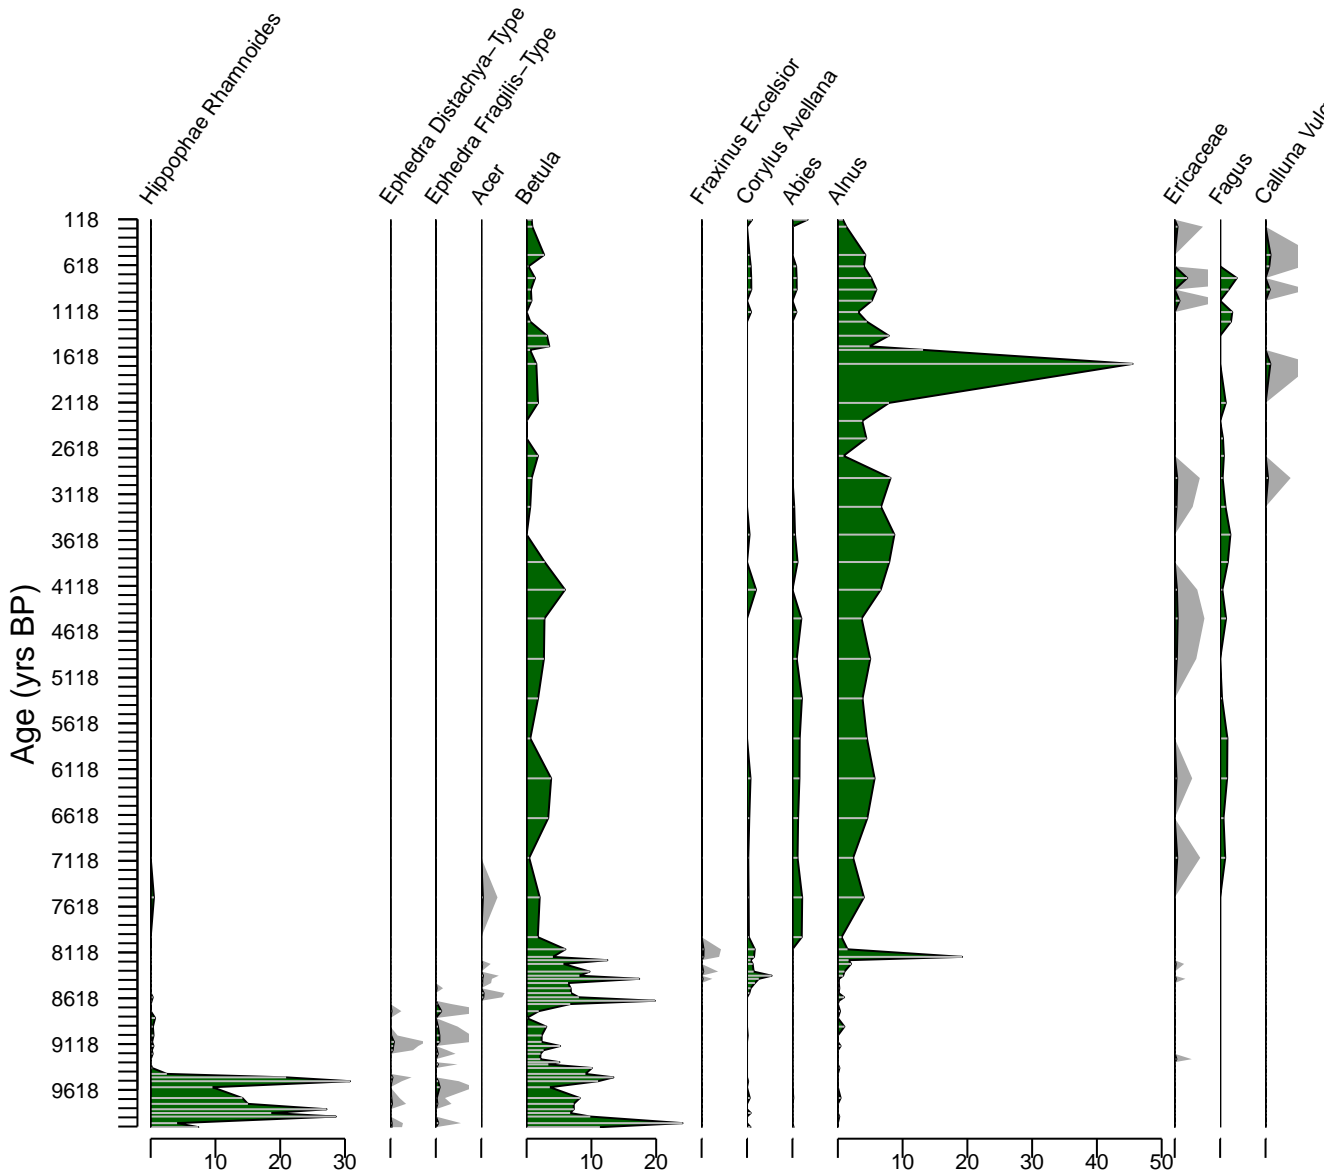 Hippophae Rhamnoides
Ephedra Distachya−Type
Ephedra Fragilis−Type
Acer
Betula
Fraxinus Excelsior
Corylus Avellana
Abies
Alnus
Ericaceae
Fagus
Calluna
Age (yrs BP)
118
618
1118
1618
2118
2618
3118
3618
4118
4618
5118
5618
6118
6618
7118
7618
8118
8618
9118
9618
10 20 30 10 20 10 20 30 40 50